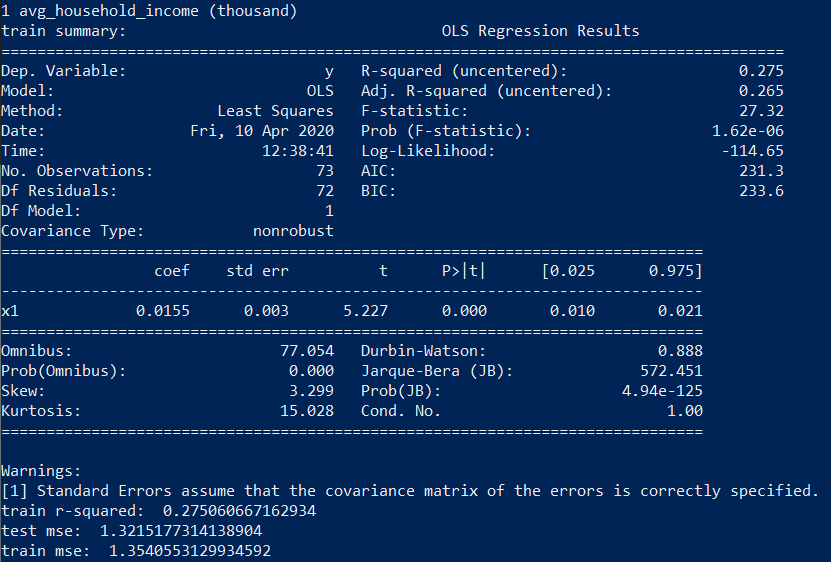 1 avg_household_income (thousand)
train summary:                                   OLS Regression Results
=======================================================================================
Dep. Variable:                      y   R-squared (uncentered):                   0.275
Model:                            OLS   Adj. R-squared (uncentered):              0.265
Method:                 Least Squares   F-statistic:                              27.32
Date:                Fri, 10 Apr 2020   Prob (F-statistic):                    1.62e-06
Time:                        12:38:41   Log-Likelihood:                         -114.65
No. Observations:                  73   AIC:                                      231.3
Df Residuals:                      72   BIC:                                      233.6
Df Model:                           1
Covariance Type:            nonrobust
==============================================================================
                 coef    std err          t      P>|t|      [0.025      0.975]
------------------------------------------------------------------------------
x1             0.0155      0.003      5.227      0.000       0.010       0.021
==============================================================================
Omnibus:                       77.054   Durbin-Watson:                   0.888
Prob(Omnibus):                  0.000   Jarque-Bera (JB):              572.451
Skew:                           3.299   Prob(JB):                    4.94e-125
Kurtosis:                      15.028   Cond. No.                         1.00
==============================================================================

Warnings:
[1] Standard Errors assume that the covariance matrix of the errors is correctly specified.
train r-squared:  0.275060667162934
test mse:  1.3215177314138904
train mse:  1.3540553129934592